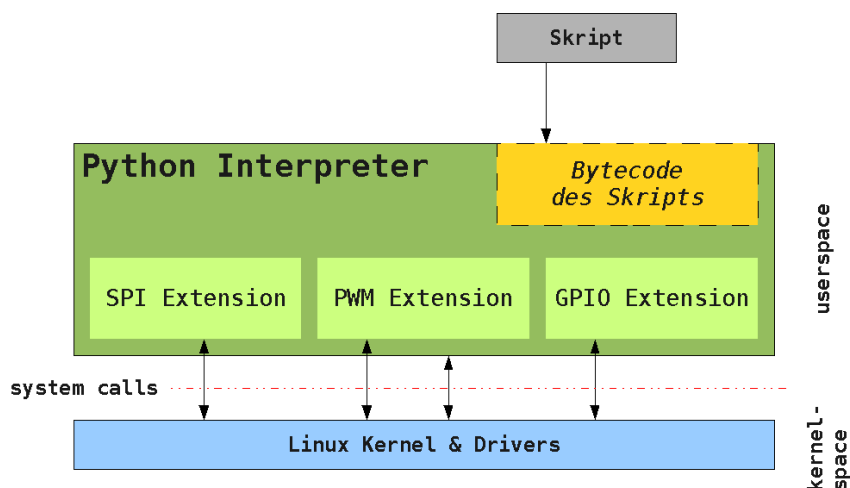 Skript
Python Interpreter
Bytecode
des Skripts
SPI Extension
PWM Extension
GPIO Extension
userspace
system calls
Linux Kernel & Drivers
kernel-
space